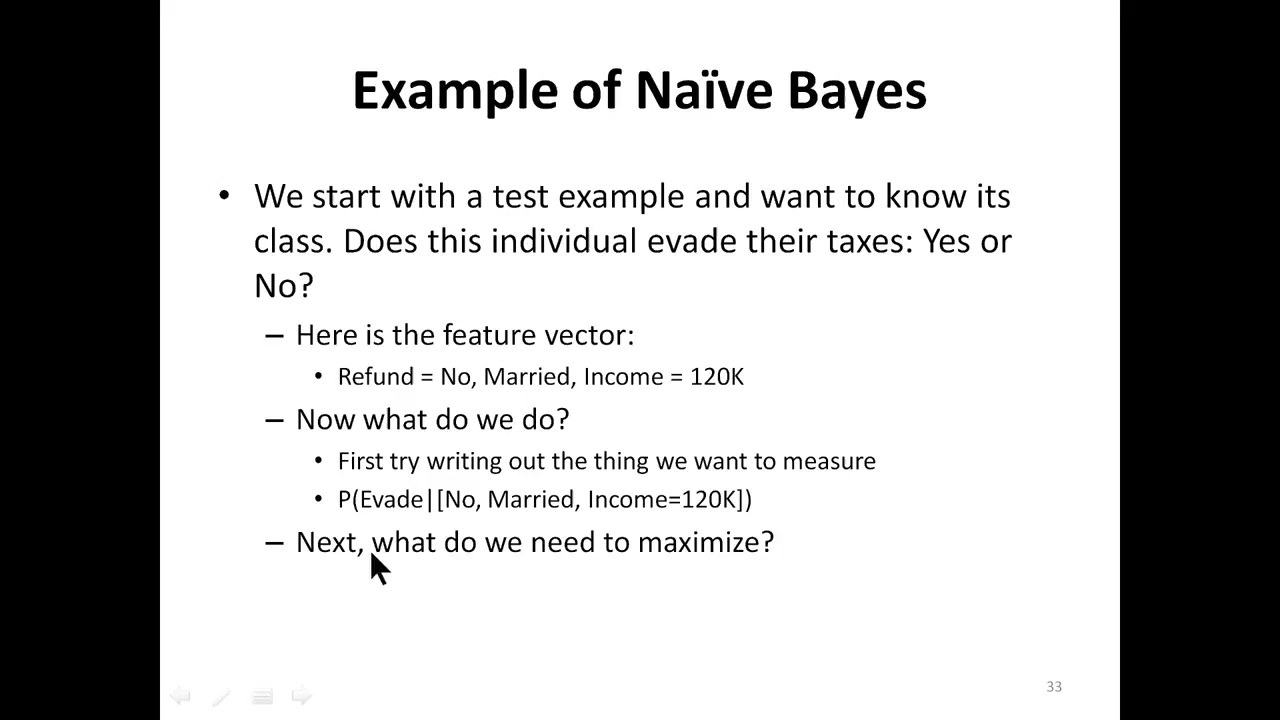 Example of Naïve Bayes
• We start with a test example and want to know its
class. Does this individual evade their taxes: Yes or
No?
– Here is the feature vector:
• Refund = No, Married, Income = 120K
– Now what do we do?
• First try writing out the thing we want to measure
• P(Evade|[No, Married, Income=120K])
– Next, what do we need to maximize?
33